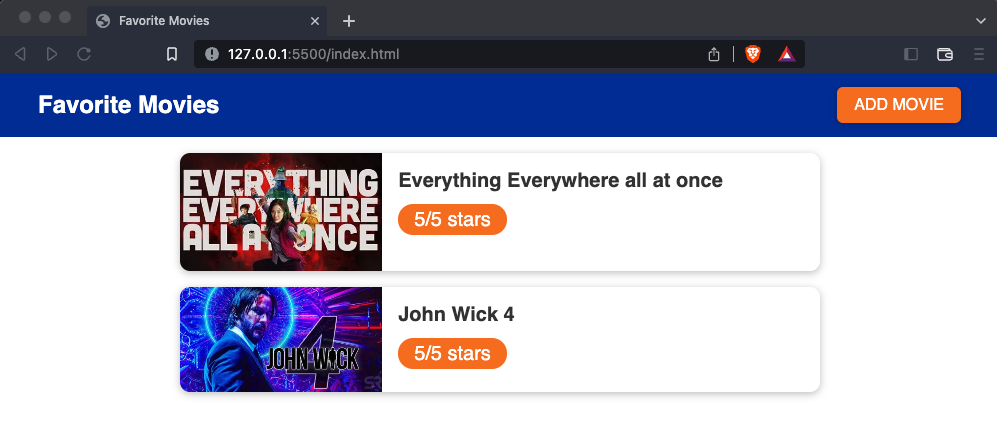 Favorite Movies
127.0.0.1:5500/index.html
Favorite Movies
ADD MOVIE
EVERYTHING
EVERYWHERE
ALL AT ONCE
Everything Everywhere all at once
5/5 stars
4
JOHN WICK
John Wick 4
5/5 stars